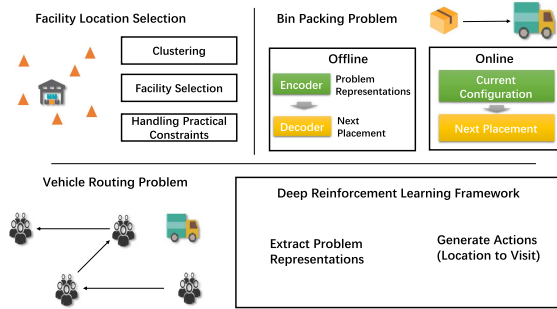 Facility Location Selection
Clustering
Facility Selection
Handling Practical
Constraints
Bin Packing Problem
Offline
Encoder
Problem
Representations
Decoder
Next
Placement
Online
Current
Configuration
Next Placement
Vehicle Routing Problem
Deep Reinforcement Learning Framework
Extract Problem
Representations
Generate Actions
(Location to Visit)